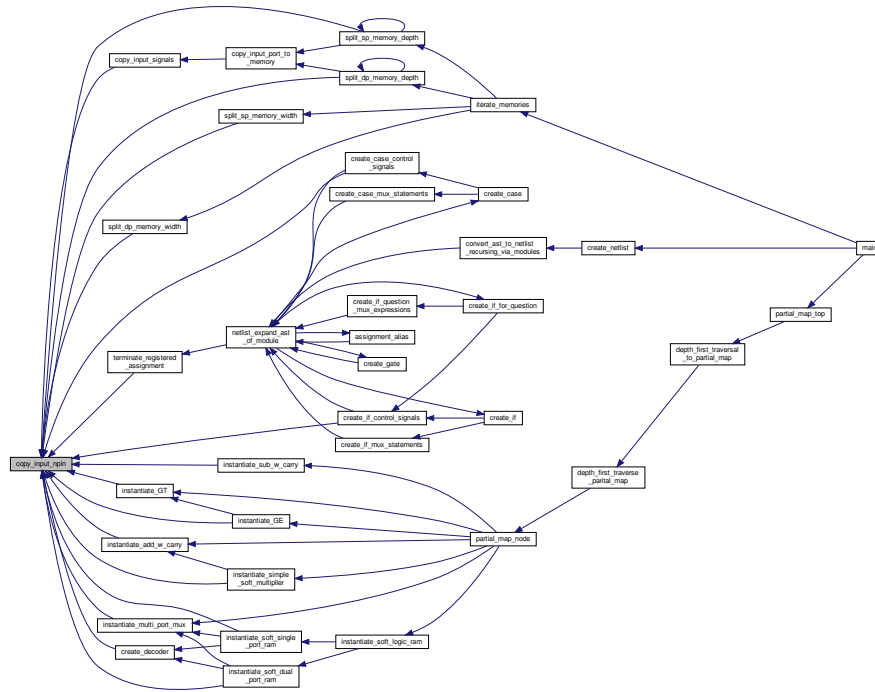 split_sp_memory_depth
copy_input_port_to
_memory
copy_input_signals
split_dp_memory_depth
iterate_memories
split_sp_memory_width
create_case_control
_signals
create_case_mux_statements
create_case
split_dp_memory_width
convert_ast_to_netlist
_recursing_via_modules
create_netlist
main
create_if_question
_mux_expressions
create_if_for_question
partial_map_top
netlist_expand_ast
_of_module
assignment_alias
terminate_registered
_assignment
create_gate
depth_first_traversal
_to_partial_map
create_if_control_signals
create_if
create_if_mux_statements
copy_input_npin
instantiate_sub_w_carry
depth_first_traverse
_parital_map
instantiate_GT
instantiate_GE
instantiate_add_w_carry
partial_map_node
instantiate_simple
_soft_multiplier
instantiate_multi_port_mux
instantiate_soft_single
_port_ram
instantiate_soft_logic_ram
create_decoder
instantiate_soft_dual
_port_ram